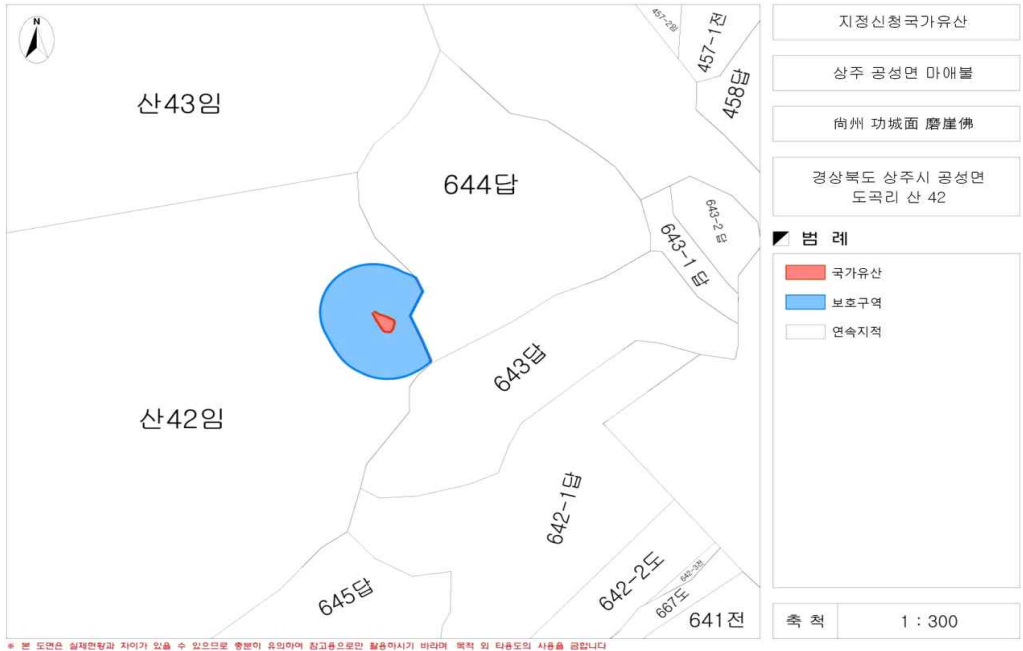 N
산43임
644답
457-2임
457-1전
458답
643-2 답
643-1 답
643답
산42임
642-1답
642-2도
642-3전
667도
641전
645답
지정신청국가유산
상주 공성면 마애불
尙州 功城面 磨崖佛
경상북도 상주시 공성면
도곡리 산 42
범 례
국가유산
보호구역
연속지적
축 척
1 : 300
※ 본 도면은 실제현황과 차이가 있을 수 있으므로 충분히 유의하여 참고용으로만 활용하시기 바라며 목적 외 타용도의 사용을 금합니다